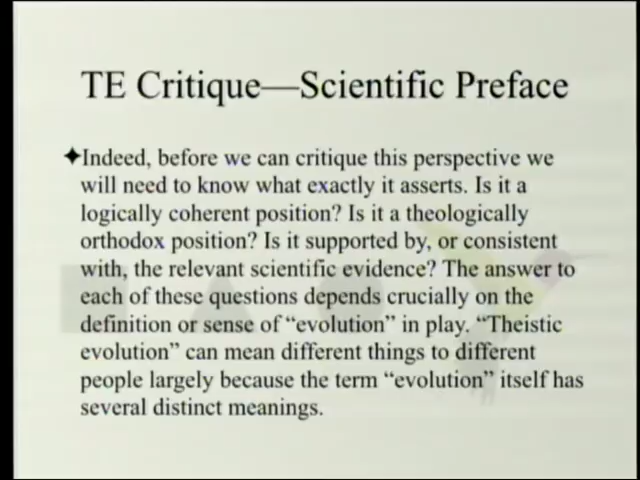 TE Critique—Scientific Preface
✦Indeed, before we can critique this perspective we
will need to know what exactly it asserts. Is it a
logically coherent position? Is it a theologically
orthodox position? Is it supported by, or consistent
with, the relevant scientific evidence? The answer to
each of these questions depends crucially on the
definition or sense of “evolution” in play. “Theistic
evolution” can mean different things to different
people largely because the term “evolution” itself has
several distinct meanings.